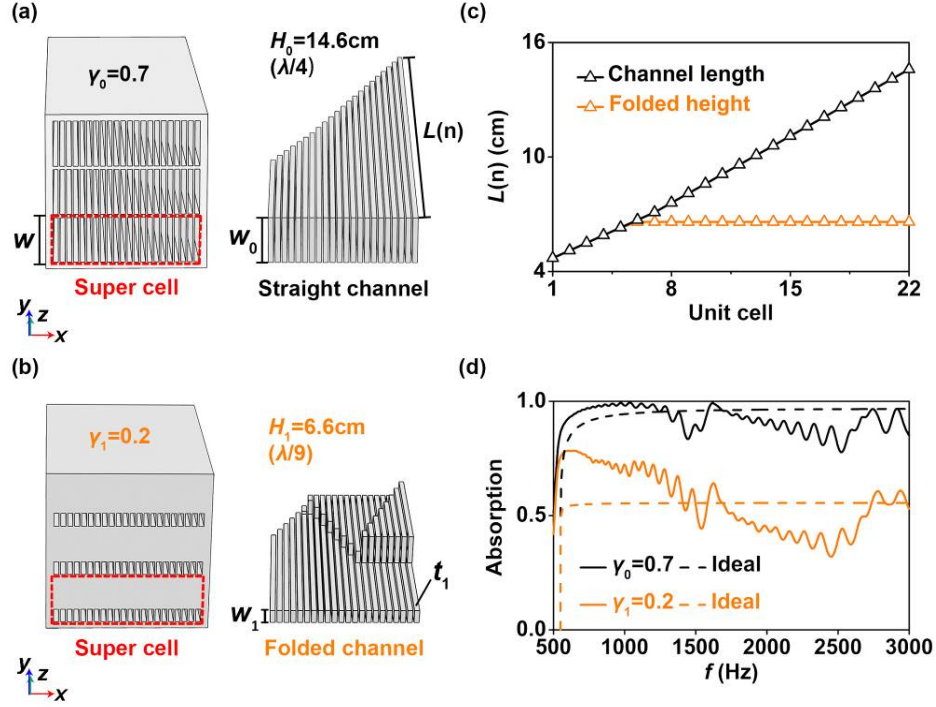 (a)
γ₀=0.7
H₀=14.6cm
(λ/4)
L(n)
w
w₀
Super cell
Straight channel
y
z
x
(b)
γ₁=0.2
H₁=6.6cm
(λ/9)
t₁
w₁
Super cell
Folded channel
y
z
x
(c)
16
10
4
L(n) (cm)
Channel length
Folded height
1 8 15 22
Unit cell
(d)
1.0
0.5
0.0
Absorption
γ₀=0.7 Ideal
γ₁=0.2 Ideal
500 1000 1500 2000 2500 3000
f (Hz)